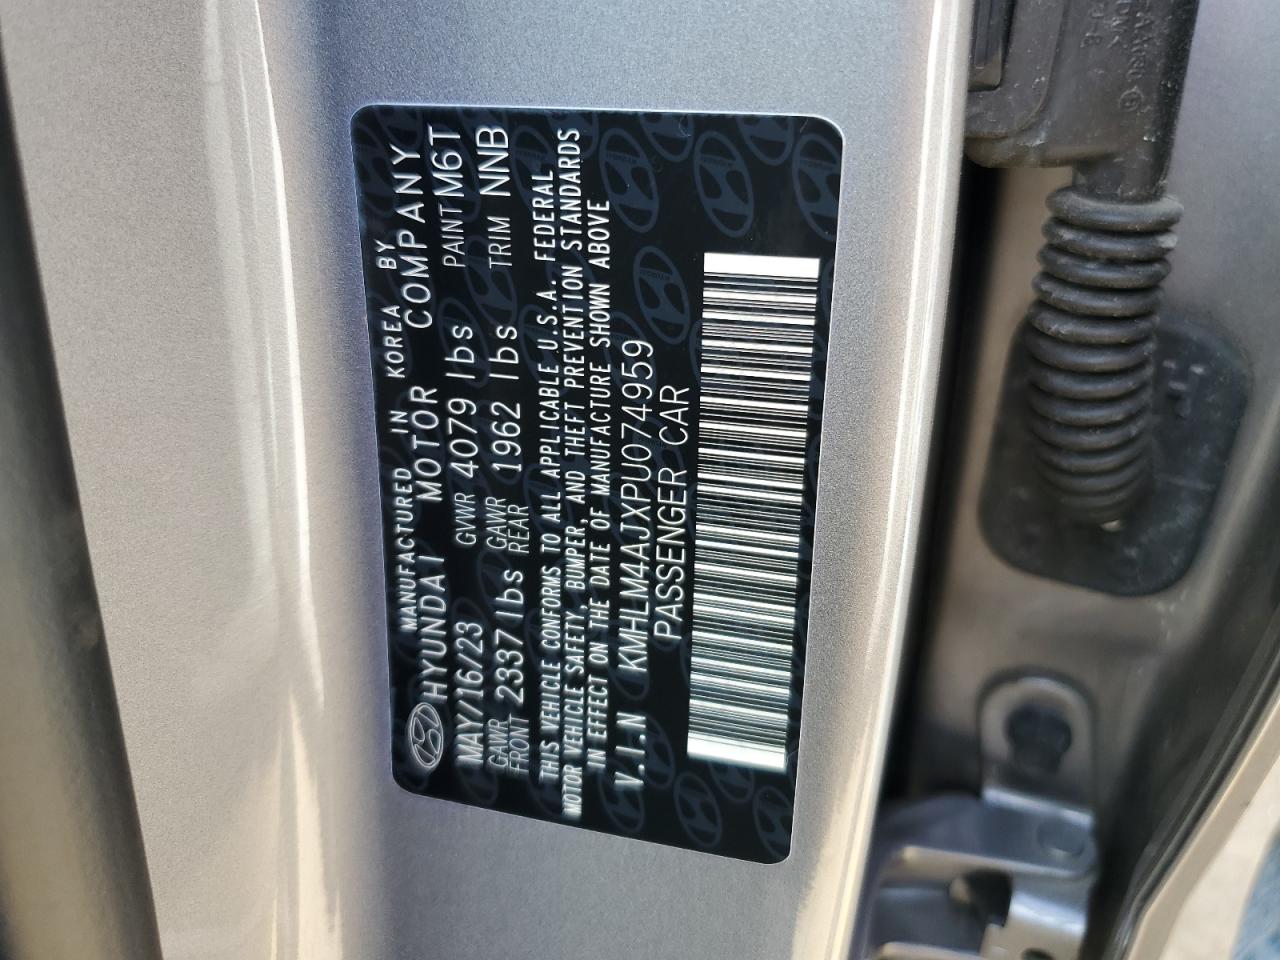 MANUFACTURED IN KOREA BY
HYUNDAI MOTOR COMPANY
MAY/16/23 GVWR 4079 lbs PAINT M6T
GAWR FRONT 2337 lbs GAWR REAR 1962 lbs TRIM NNB
THIS VEHICLE CONFORMS TO ALL APPLICABLE U.S.A. FEDERAL
MOTOR VEHICLE SAFETY, BUMPER, AND THEFT PREVENTION STANDARDS
IN EFFECT ON THE DATE OF MANUFACTURE SHOWN ABOVE
V.I.N KMHLM4AJXPU074959
PASSENGER CAR